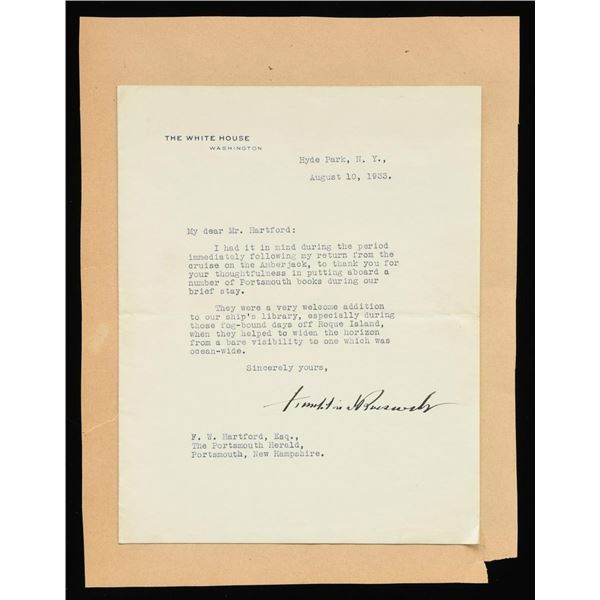 THE WHITE HOUSE
WASHINGTON
Hyde Park, N. Y.,
August 10, 1933.
My dear Mr. Hartford:
I had it in mind during the period
immediately following my return from the
cruise on the Amberjack, to thank you for
your thoughtfulness in putting aboard a
number of Portsmouth books during our
brief stay.
They were a very welcome addition
to our ship's library, especially during
those fog-bound days off Roque Island,
when they helped to widen the horizon
from a bare visibility to one which was
ocean-wide.
Sincerely yours,
Franklin D Roosevelt
F. W. Hartford, Esq.,
The Portsmouth Herald,
Portsmouth, New Hampshire.